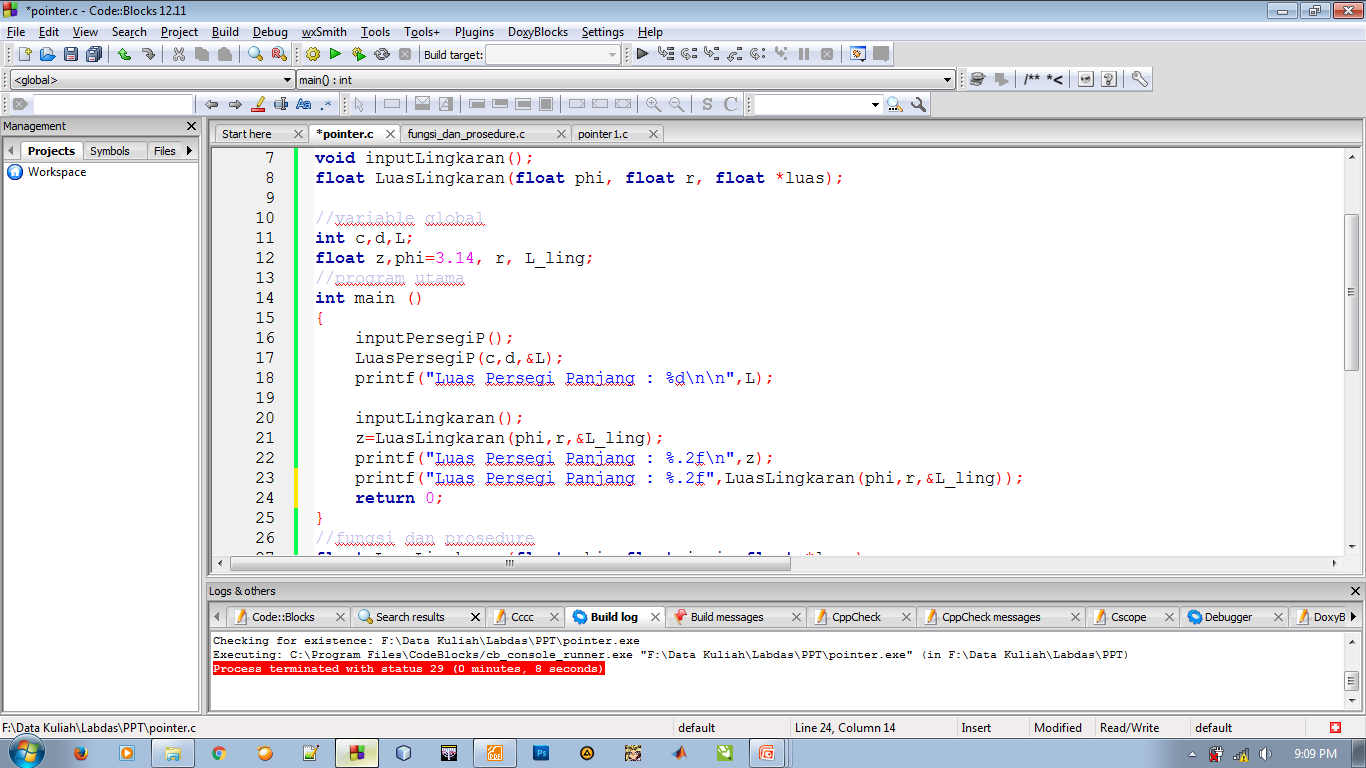 *pointer.c - Code::Blocks 12.11
File Edit View Search Project Build Debug wxSmith Tools Tools+ Plugins DoxyBlocks Settings Help
Build target:
<global> main() : int /** *<
Aa .* S C
Management
Projects Symbols Files
Workspace
Start here *pointer.c fungsi_dan_prosedure.c pointer1.c
7 void inputLingkaran();
8 float LuasLingkaran(float phi, float r, float *luas);
9
10 //variable global
11 int c,d,L;
12 float z,phi=3.14, r, L_ling;
13 //program utama
14 int main ()
15 {
16 inputPersegiP();
17 LuasPersegiP(c,d,&L);
18 printf("Luas Persegi Panjang : %d\n\n",L);
19
20 inputLingkaran();
21 z=LuasLingkaran(phi,r,&L_ling);
22 printf("Luas Persegi Panjang : %.2f\n",z);
23 printf("Luas Persegi Panjang : %.2f",LuasLingkaran(phi,r,&L_ling));
24 return 0;
25 }
26 //fungsi dan prosedure
Logs & others
Code::Blocks Search results Cccc Build log Build messages CppCheck CppCheck messages Cscope Debugger DoxyB
Checking for existence: F:\Data Kuliah\Labdas\PPT\pointer.exe
Executing: C:\Program Files\CodeBlocks/cb_console_runner.exe "F:\Data Kuliah\Labdas\PPT\pointer.exe" (in F:\Data Kuliah\Labdas\PPT)
Process terminated with status 29 (0 minutes, 8 seconds)
F:\Data Kuliah\Labdas\PPT\pointer.c default Line 24, Column 14 Insert Modified Read/Write default
9:09 PM